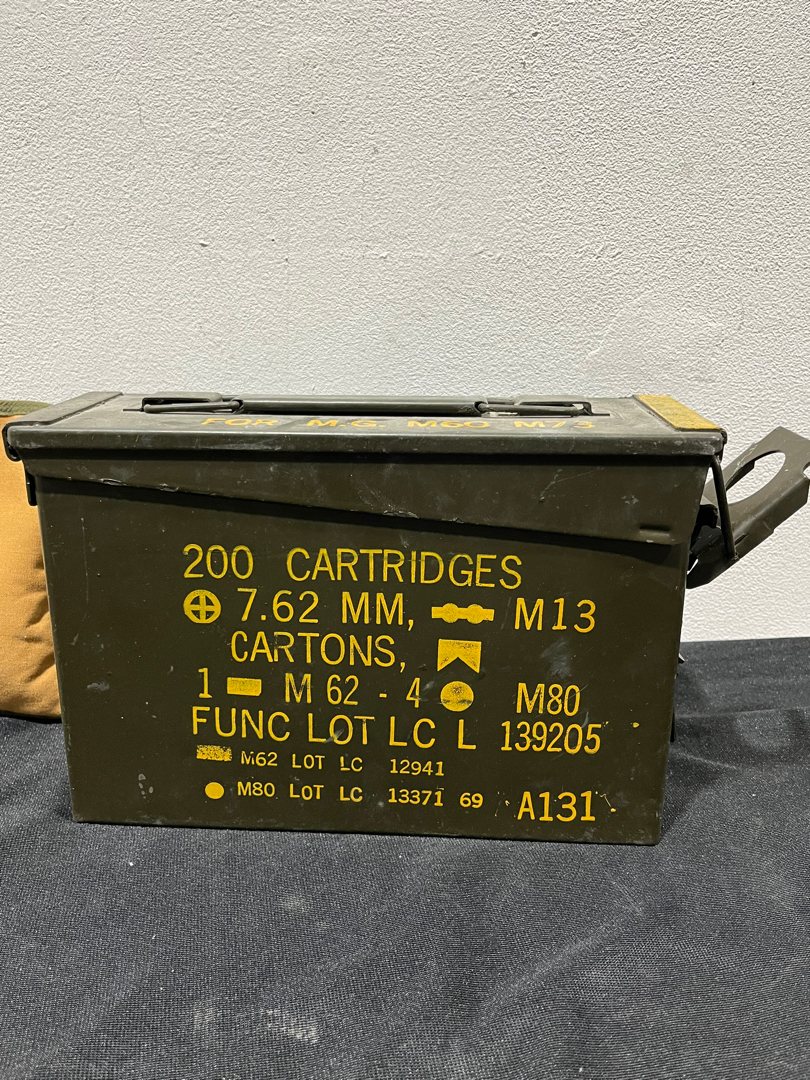 FOR M.G. M60 M73
200 CARTRIDGES
7.62 MM, M13
CARTONS,
1 M 62 - 4 M80
FUNC LOT LC L 139205
M62 LOT LC 12941
M80 LOT LC 13371 69 A131